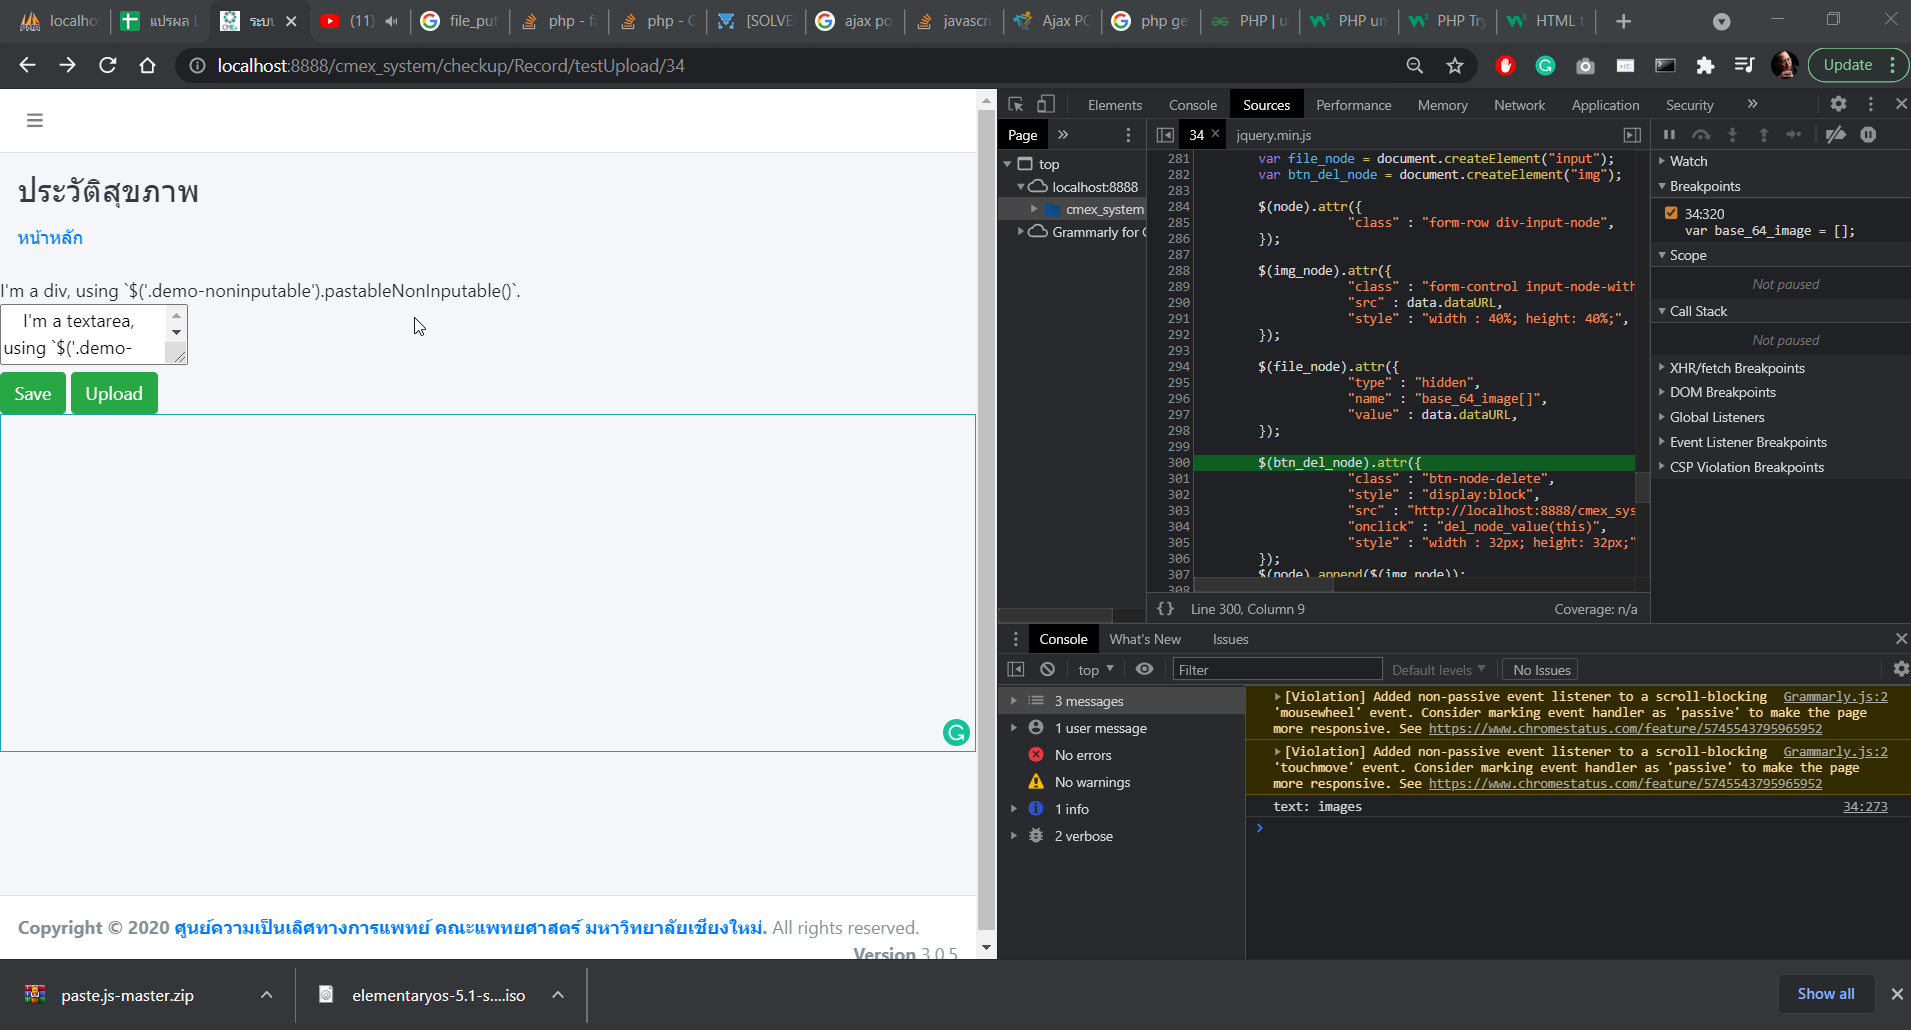 localho
แปรผล L
ระบบ
(11)
file_put
php - fa
php - C
[SOLVE
ajax po
javascri
Ajax PC
php ge
PHP | u
PHP un
PHP Try
HTML t
localhost:8888/cmex_system/checkup/Record/testUpload/34
Update
ประวัติสุขภาพ
หน้าหลัก
I'm a div, using `$('.demo-noninputable').pastableNonInputable()`.
I'm a textarea,
using `$('.demo-
Save
Upload
Copyright © 2020 ศูนย์ความเป็นเลิศทางการแพทย์ คณะแพทยศาสตร์ มหาวิทยาลัยเชียงใหม่. All rights reserved.
Version 3.0.5
Elements
Console
Sources
Performance
Memory
Network
Application
Security
Page
34
jquery.min.js
top
localhost:8888
cmex_system
Grammarly for C
281 var file_node = document.createElement("input");
282 var btn_del_node = document.createElement("img");
283
284 $(node).attr({
285 "class" : "form-row div-input-node",
286 });
287
288 $(img_node).attr({
289 "class" : "form-control input-node-with
290 "src" : data.dataURL,
291 "style" : "width : 40%; height: 40%;",
292 });
293
294 $(file_node).attr({
295 "type" : "hidden",
296 "name" : "base_64_image[]",
297 "value" : data.dataURL,
298 });
299
300 $(btn_del_node).attr({
301 "class" : "btn-node-delete",
302 "style" : "display:block",
303 "src" : "http://localhost:8888/cmex_sys
304 "onclick" : "del_node_value(this)",
305 "style" : "width : 32px; height: 32px;"
306 });
307 $(node).append($(img_node));
308
{} Line 300, Column 9
Coverage: n/a
Watch
Breakpoints
34:320
var base_64_image = [];
Scope
Not paused
Call Stack
Not paused
XHR/fetch Breakpoints
DOM Breakpoints
Global Listeners
Event Listener Breakpoints
CSP Violation Breakpoints
Console
What's New
Issues
top
Filter
Default levels
No Issues
3 messages
1 user message
No errors
No warnings
1 info
2 verbose
[Violation] Added non-passive event listener to a scroll-blocking Grammarly.js:2
'mousewheel' event. Consider marking event handler as 'passive' to make the page
more responsive. See https://www.chromestatus.com/feature/5745543795965952
[Violation] Added non-passive event listener to a scroll-blocking Grammarly.js:2
'touchmove' event. Consider marking event handler as 'passive' to make the page
more responsive. See https://www.chromestatus.com/feature/5745543795965952
text: images 34:273
paste.js-master.zip
elementaryos-5.1-s....iso
Show all